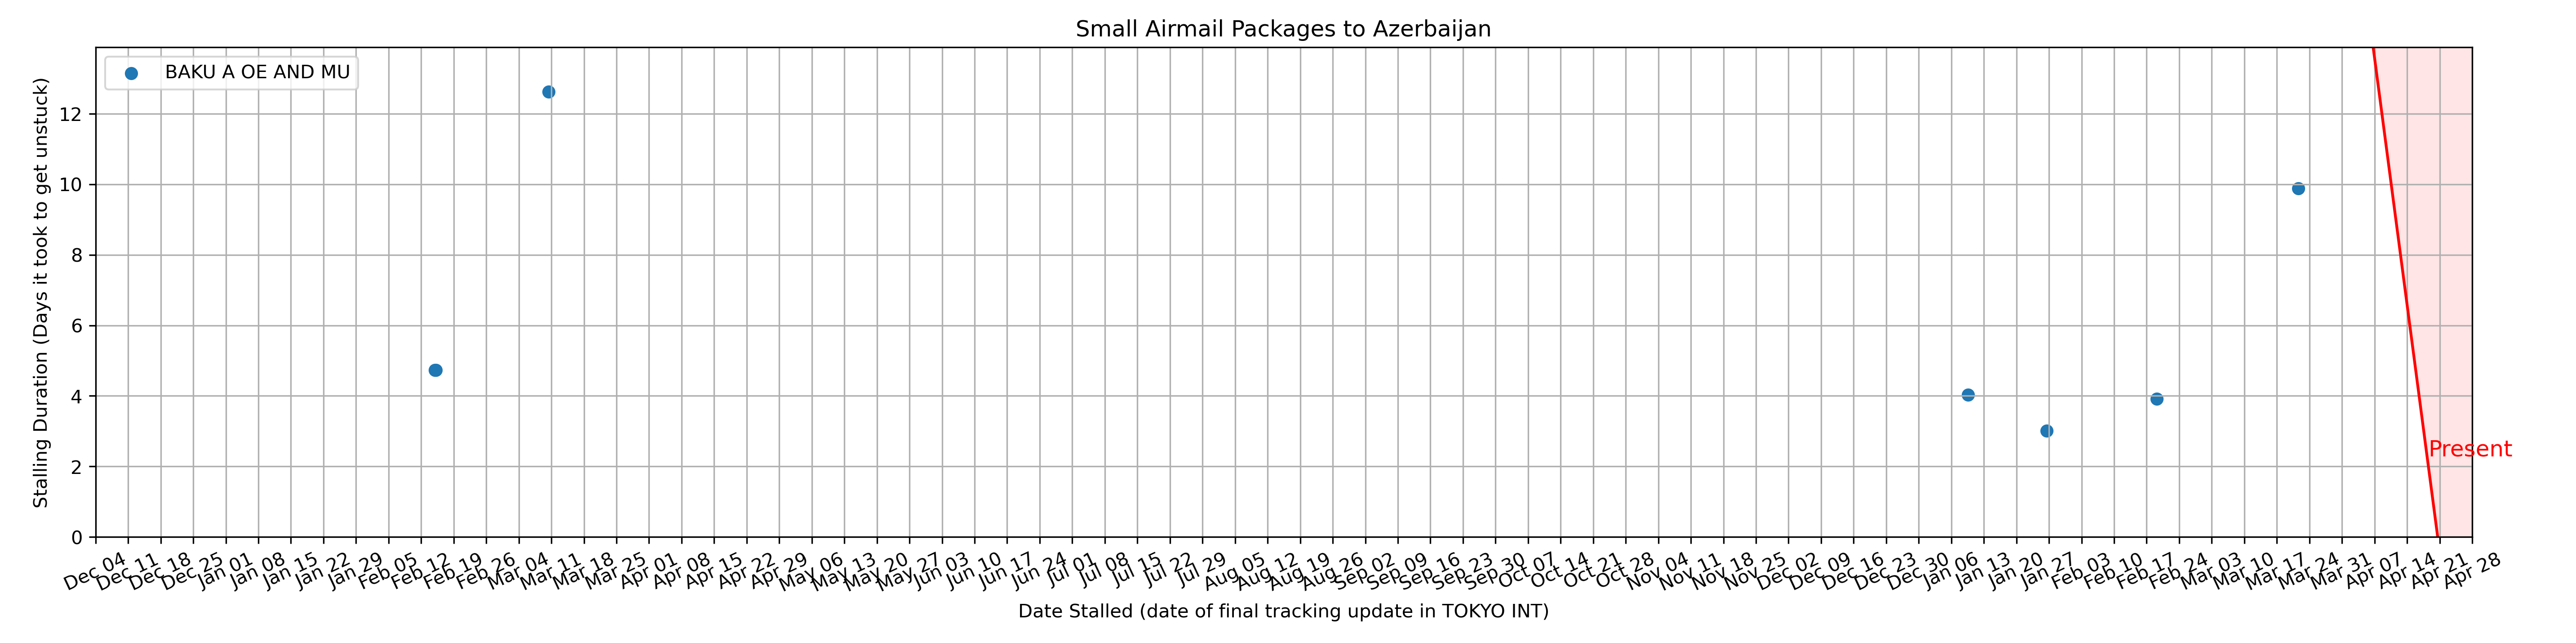 Small Airmail Packages to Azerbaijan
BAKU A OE AND MU
Stalling Duration (Days it took to get unstuck)
12
10
8
6
4
2
0
Present
Dec 04 Dec 11 Dec 18 Dec 25 Jan 01 Jan 08 Jan 15 Jan 22 Jan 29 Feb 05 Feb 12 Feb 19 Feb 26 Mar 04 Mar 11 Mar 18 Mar 25 Apr 01 Apr 08 Apr 15 Apr 22 Apr 29 May 06 May 13 May 20 May 27 Jun 03 Jun 10 Jun 17 Jun 24 Jul 01 Jul 08 Jul 15 Jul 22 Jul 29 Aug 05 Aug 12 Aug 19 Aug 26 Sep 02 Sep 09 Sep 16 Sep 23 Sep 30 Oct 07 Oct 14 Oct 21 Oct 28 Nov 04 Nov 11 Nov 18 Nov 25 Dec 02 Dec 09 Dec 16 Dec 23 Dec 30 Jan 06 Jan 13 Jan 20 Jan 27 Feb 03 Feb 10 Feb 17 Feb 24 Mar 03 Mar 10 Mar 17 Mar 24 Mar 31 Apr 07 Apr 14 Apr 21 Apr 28
Date Stalled (date of final tracking update in TOKYO INT)